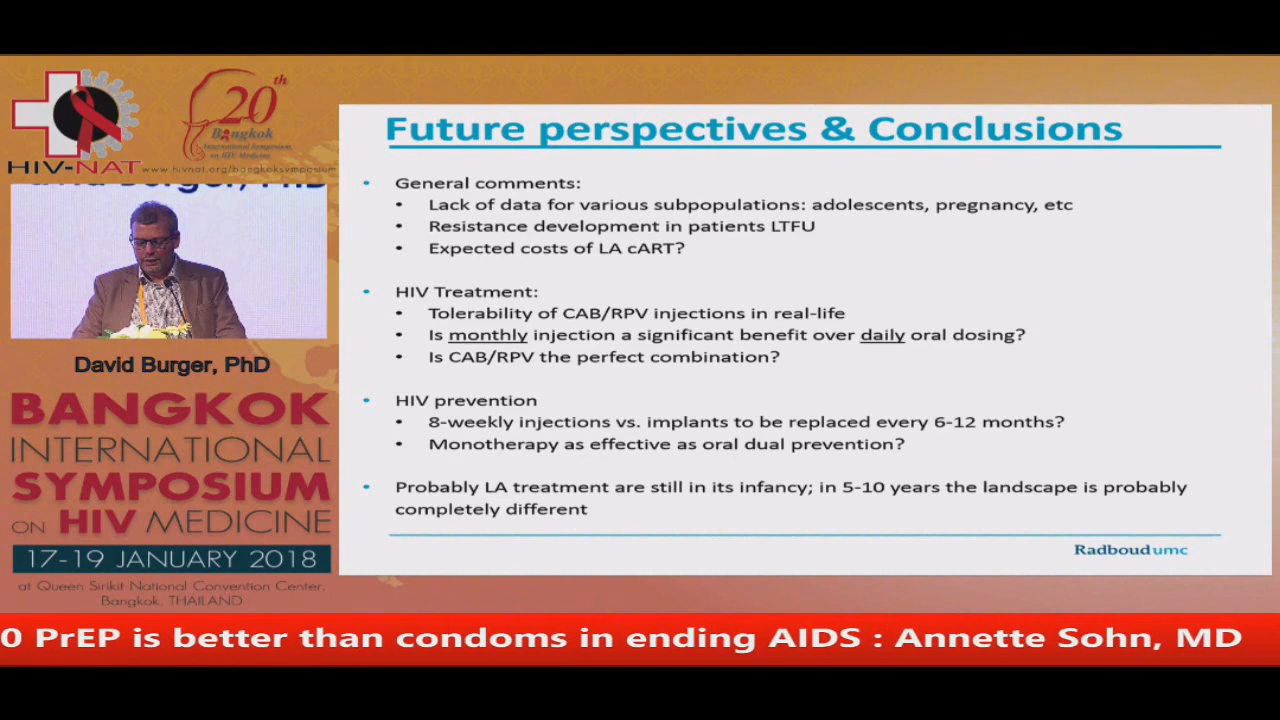 HIV-NAT
20th
Bangkok
International Symposium
on HIV Medicine
www.hivnat.org/bangkoksymposium
David Burger, PhD
David Burger, PhD
BANGKOK
INTERNATIONAL
SYMPOSIUM
ON HIV MEDICINE
17-19 JANUARY 2018
at Queen Sirikit National Convention Center,
Bangkok, THAILAND
Future perspectives & Conclusions
• General comments:
• Lack of data for various subpopulations: adolescents, pregnancy, etc
• Resistance development in patients LTFU
• Expected costs of LA cART?
• HIV Treatment:
• Tolerability of CAB/RPV injections in real-life
• Is monthly injection a significant benefit over daily oral dosing?
• Is CAB/RPV the perfect combination?
• HIV prevention
• 8-weekly injections vs. implants to be replaced every 6-12 months?
• Monotherapy as effective as oral dual prevention?
• Probably LA treatment are still in its infancy; in 5-10 years the landscape is probably
completely different
Radboudumc
0 PrEP is better than condoms in ending AIDS : Annette Sohn, MD